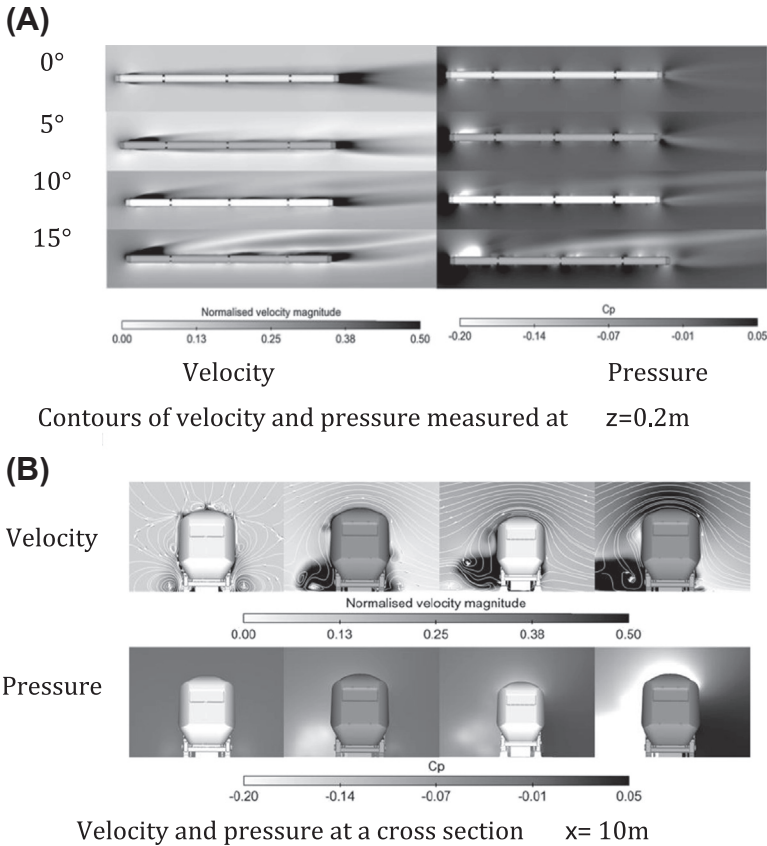 (A)
0°
5°
10°
15°
Normalised velocity magnitude
0.00 0.13 0.25 0.38 0.50
Cp
-0.20 -0.14 -0.07 -0.01 0.05
Velocity Pressure
Contours of velocity and pressure measured at z=0.2m
(B)
Velocity
Normalised velocity magnitude
0.00 0.13 0.25 0.38 0.50
Pressure
Cp
-0.20 -0.14 -0.07 -0.01 0.05
Velocity and pressure at a cross section x= 10m